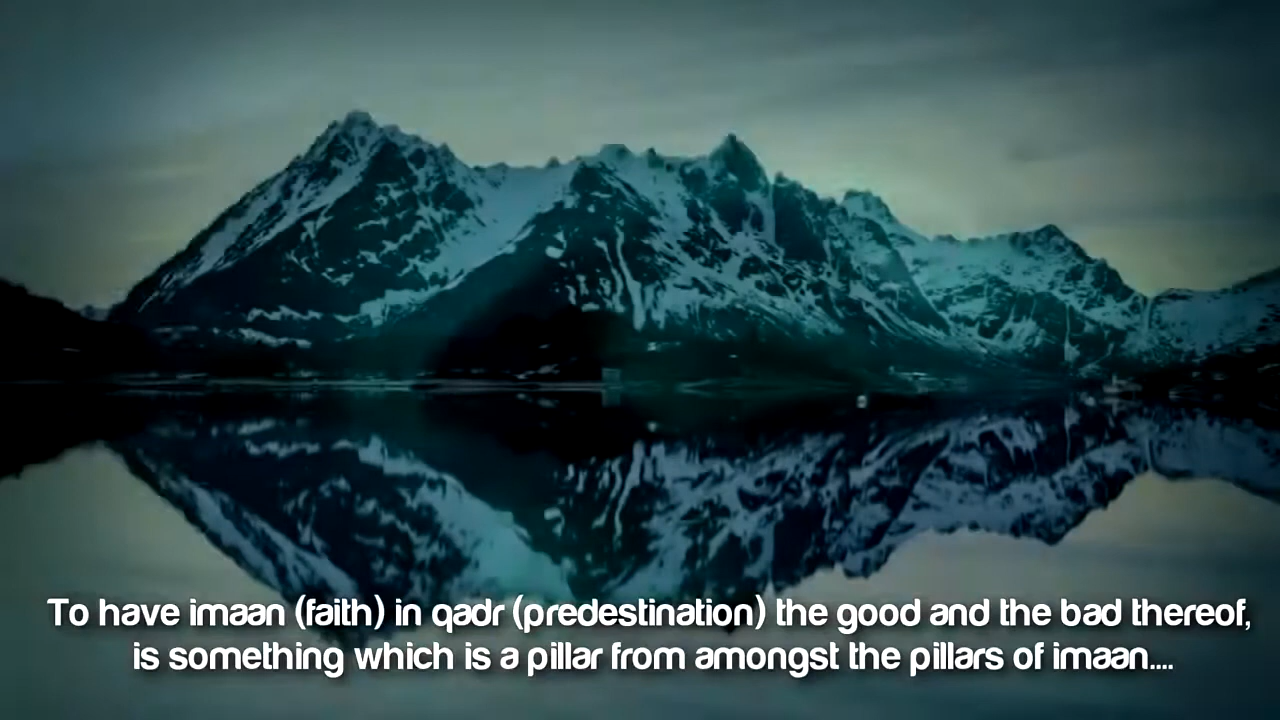 To have imaan (faith) in qadr (predestination) the good and the bad thereof,
is something which is a pillar from amongst the pillars of imaan....